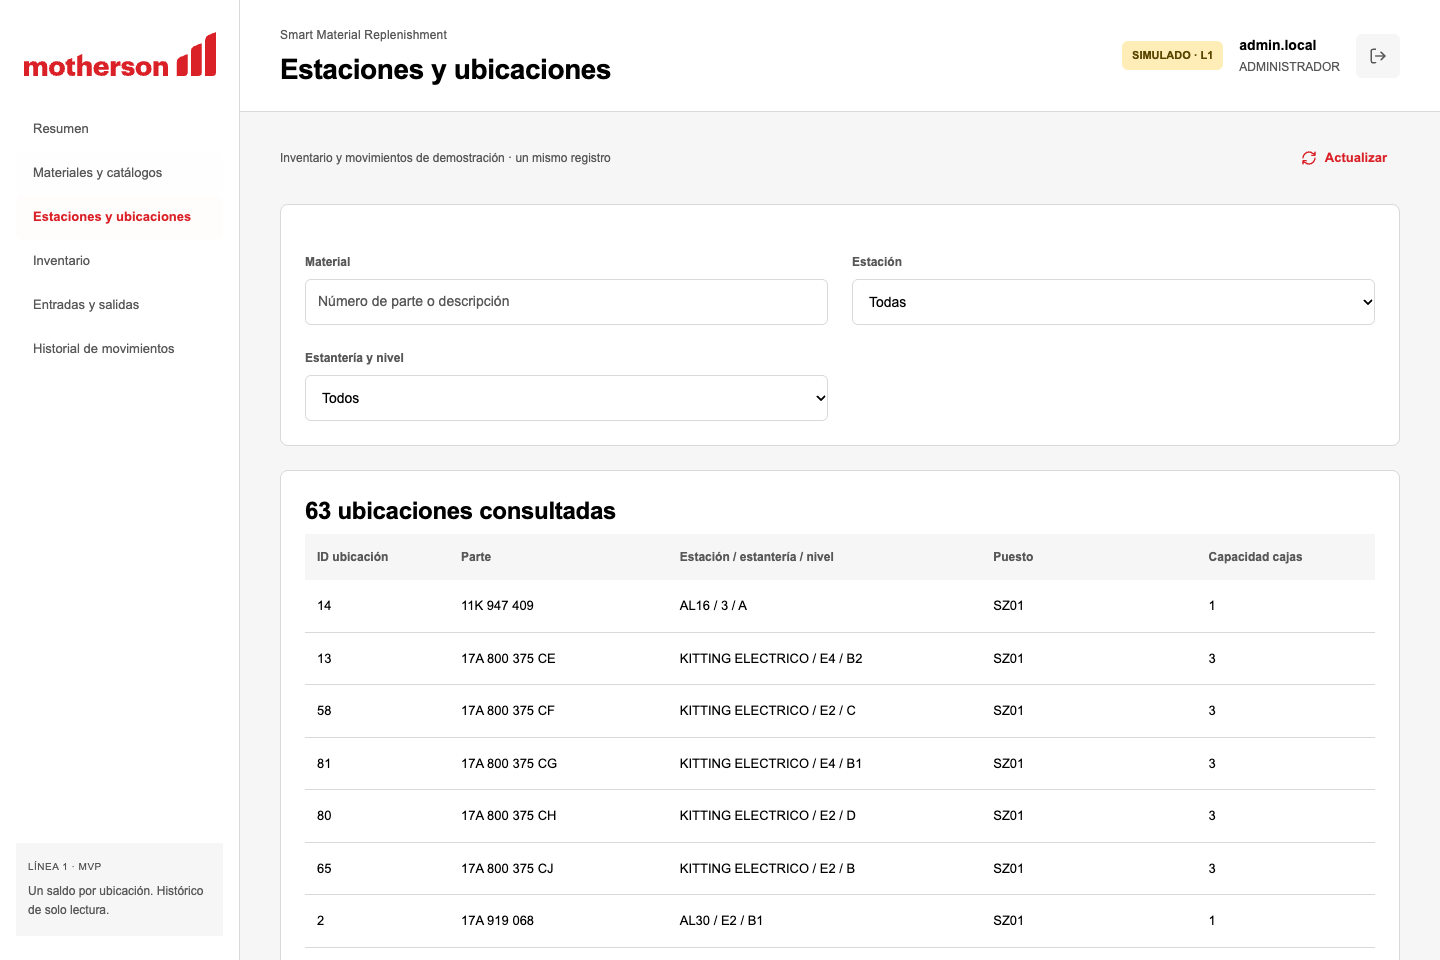 motherson
Resumen
Materiales y catálogos
Estaciones y ubicaciones
Inventario
Entradas y salidas
Historial de movimientos
LÍNEA 1 · MVP
Un saldo por ubicación. Histórico
de solo lectura.
Smart Material Replenishment
Estaciones y ubicaciones
SIMULADO · L1
admin.local
ADMINISTRADOR
Inventario y movimientos de demostración · un mismo registro
Actualizar
Material
Número de parte o descripción
Estación
Todas
Estantería y nivel
Todos
63 ubicaciones consultadas
ID ubicación Parte Estación / estantería / nivel Puesto Capacidad cajas
14 11K 947 409 AL16 / 3 / A SZ01 1
13 17A 800 375 CE KITTING ELECTRICO / E4 / B2 SZ01 3
58 17A 800 375 CF KITTING ELECTRICO / E2 / C SZ01 3
81 17A 800 375 CG KITTING ELECTRICO / E4 / B1 SZ01 3
80 17A 800 375 CH KITTING ELECTRICO / E2 / D SZ01 3
65 17A 800 375 CJ KITTING ELECTRICO / E2 / B SZ01 3
2 17A 919 068 AL30 / E2 / B1 SZ01 1